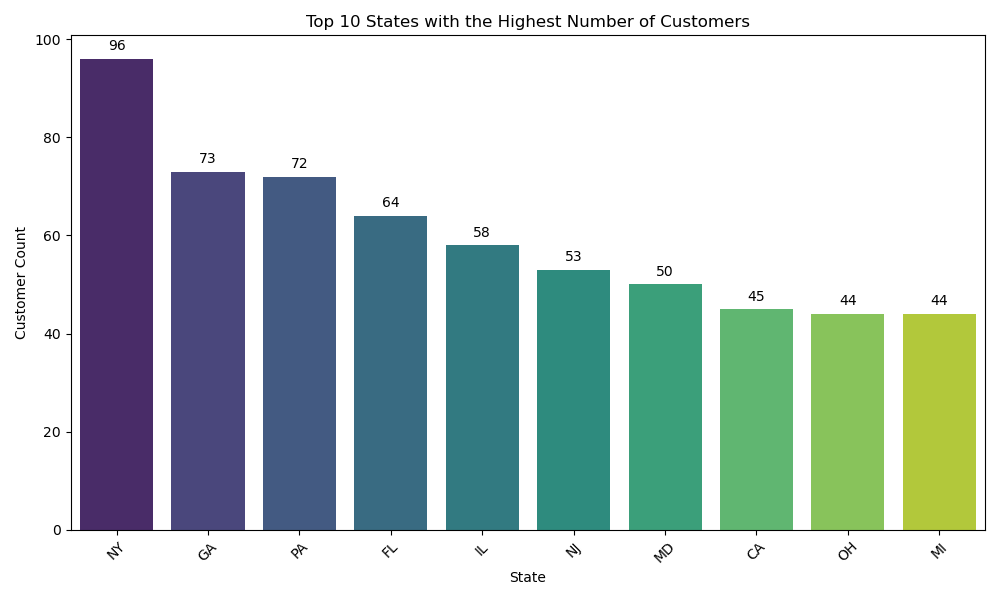 Top 10 States with the Highest Number of Customers
Customer Count
100
80
60
40
20
0
96
73
72
64
58
53
50
45
44
44
NY
GA
PA
FL
IL
NJ
MD
CA
OH
MI
State